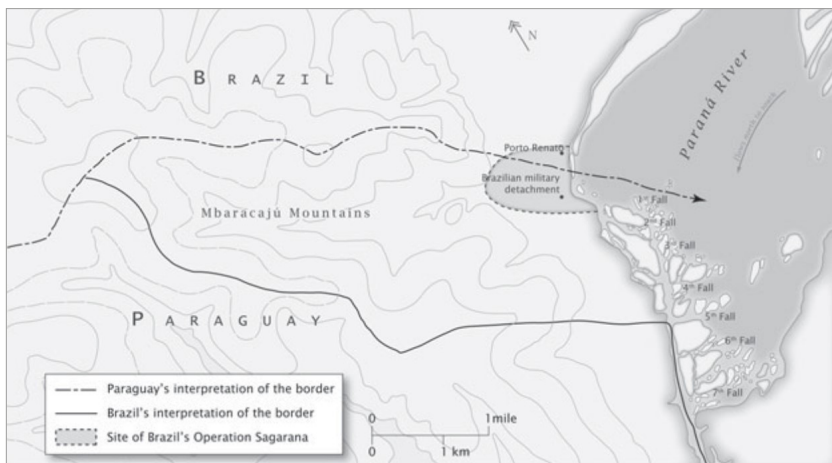 N
BRAZIL
Paraná River
Porto Renato
Brazilian military
detachment
Mbaracajú Mountains
1st Fall
2nd Fall
3rd Fall
4th Fall
5th Fall
6th Fall
7th Fall
PARAGUAY
Paraguay's interpretation of the border
Brazil's interpretation of the border
Site of Brazil's Operation Sagarana
0 1 mile
0 1 km